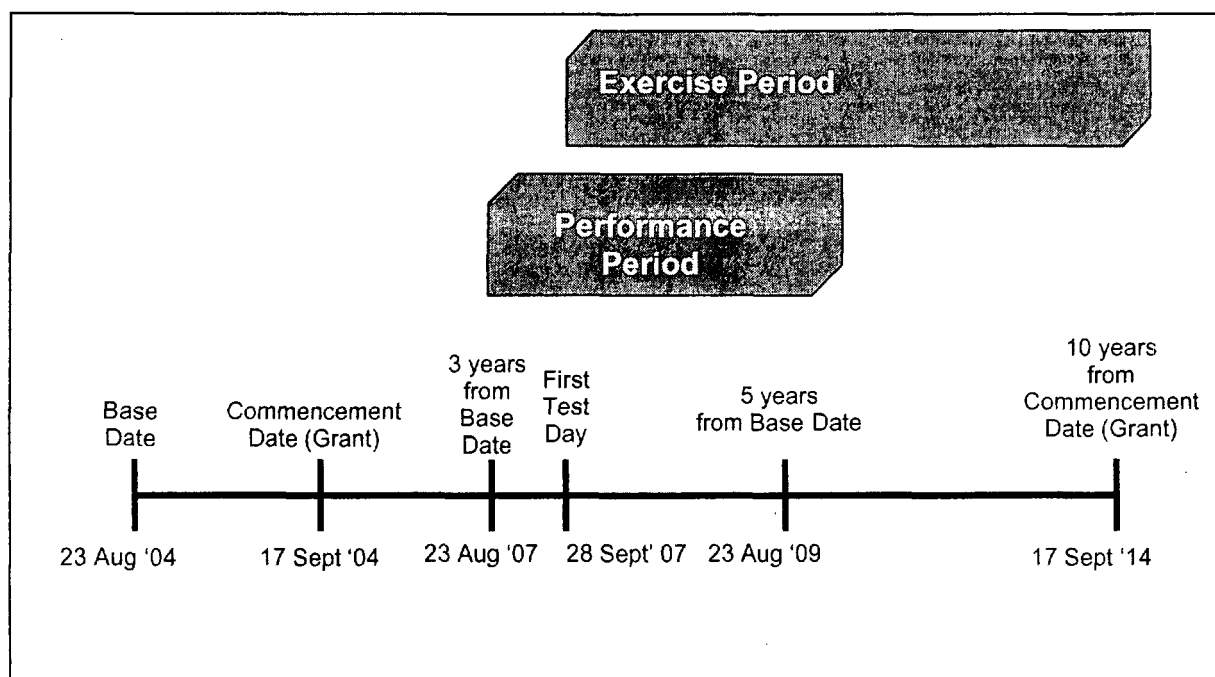 Exercise Period
Performance
Period
Base
Date
Commencement
Date (Grant)
3 years
from
Base
Date
First
Test
Day
5 years
from Base Date
10 years
from
Commencement
Date (Grant)
23 Aug '04
17 Sept '04
23 Aug '07
28 Sept' 07
23 Aug '09
17 Sept '14